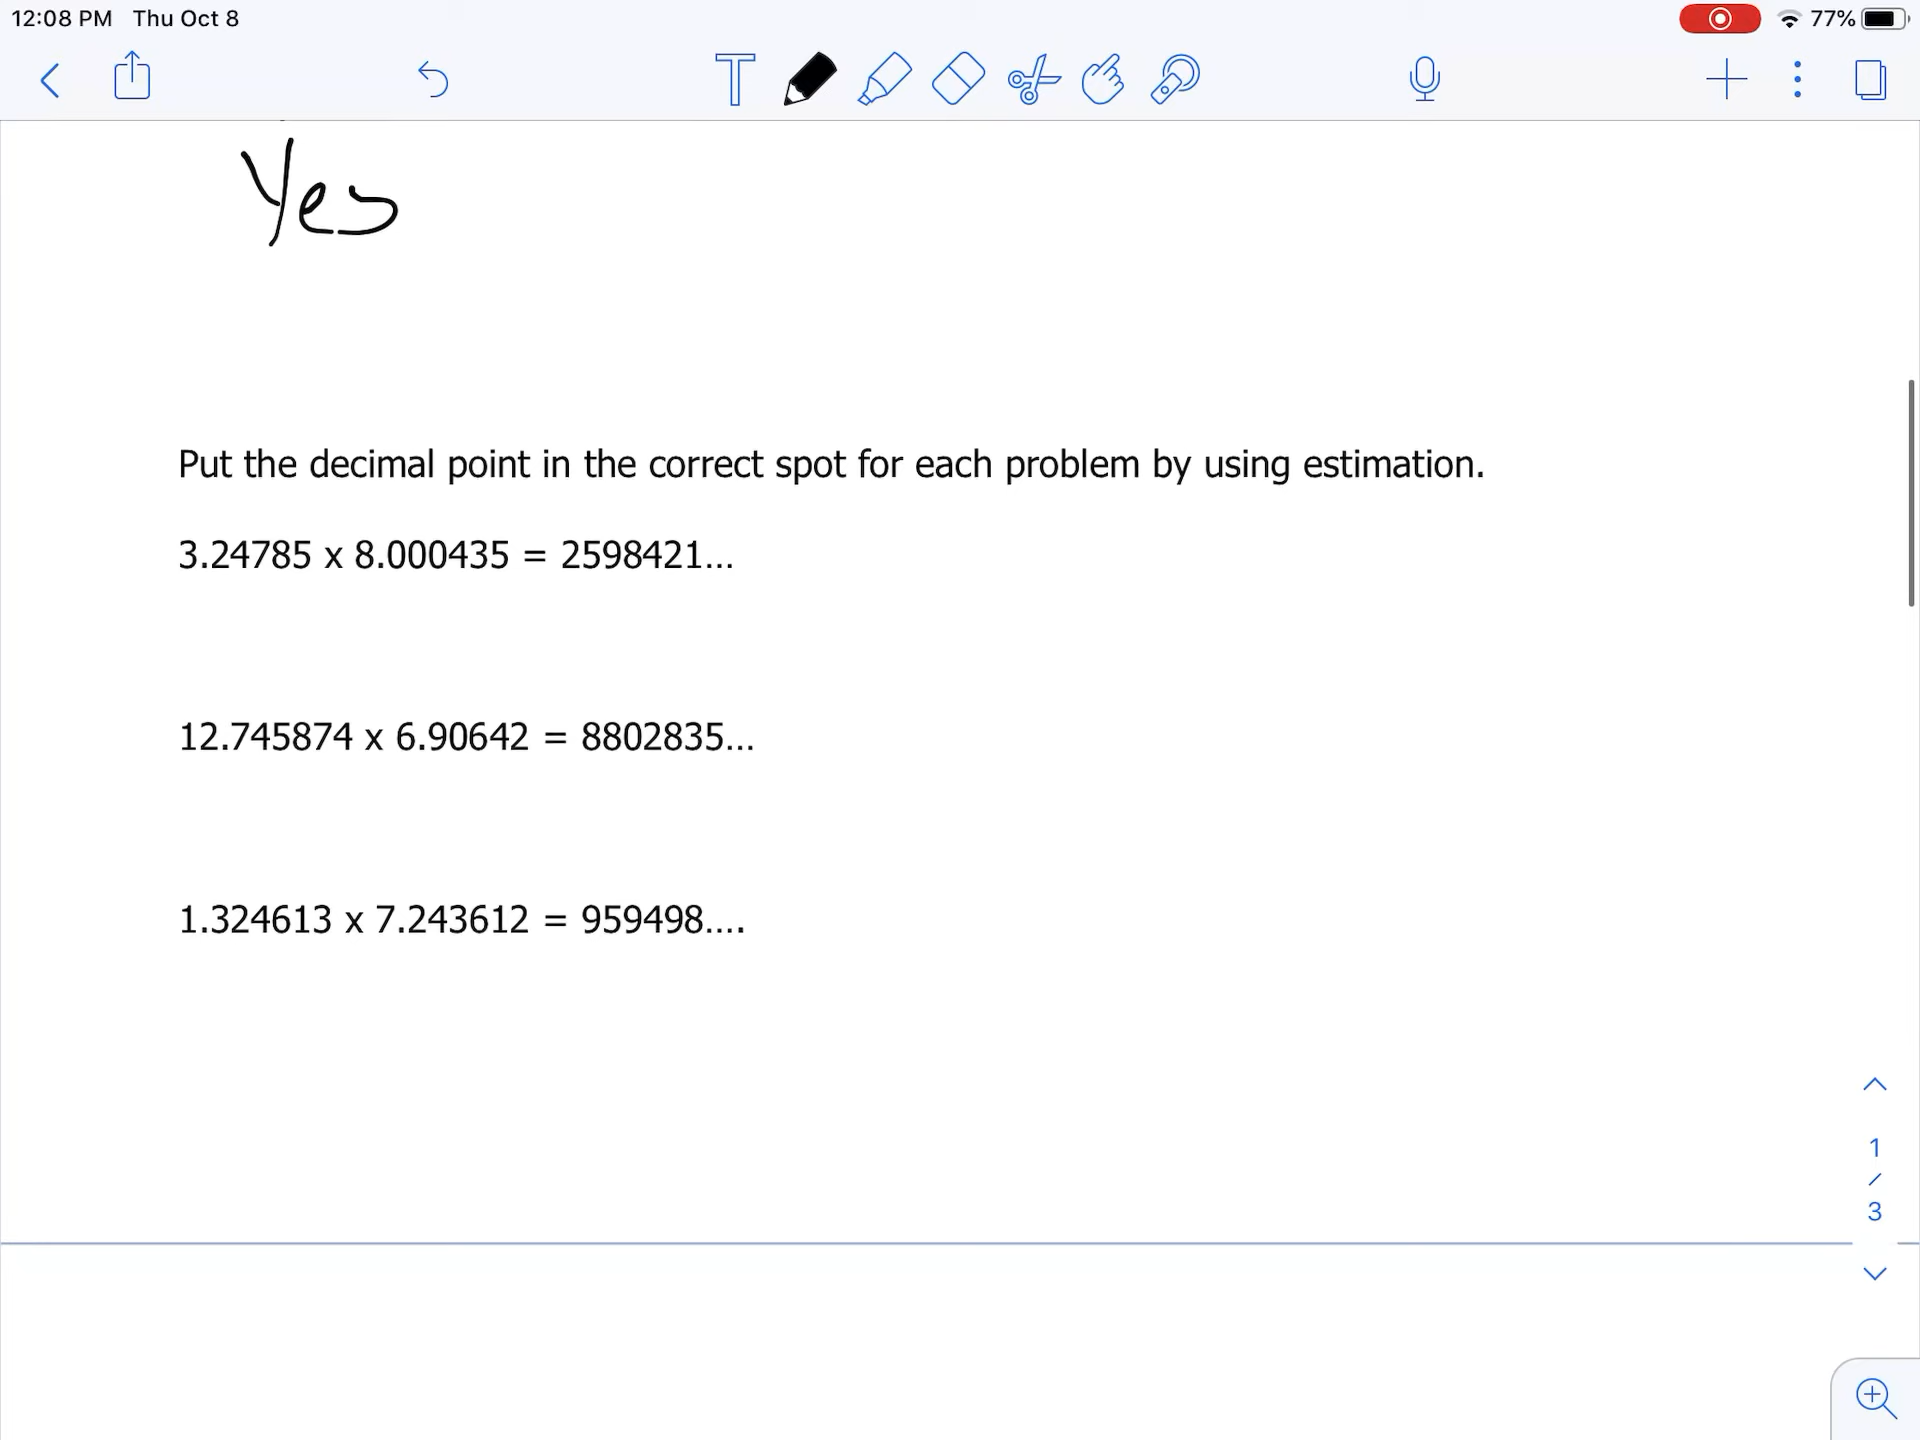 12:08 PM Thu Oct 8 77%
T
Yes
Put the decimal point in the correct spot for each problem by using estimation.
3.24785 x 8.000435 = 2598421...
12.745874 x 6.90642 = 8802835...
1.324613 x 7.243612 = 959498....
1
/
3